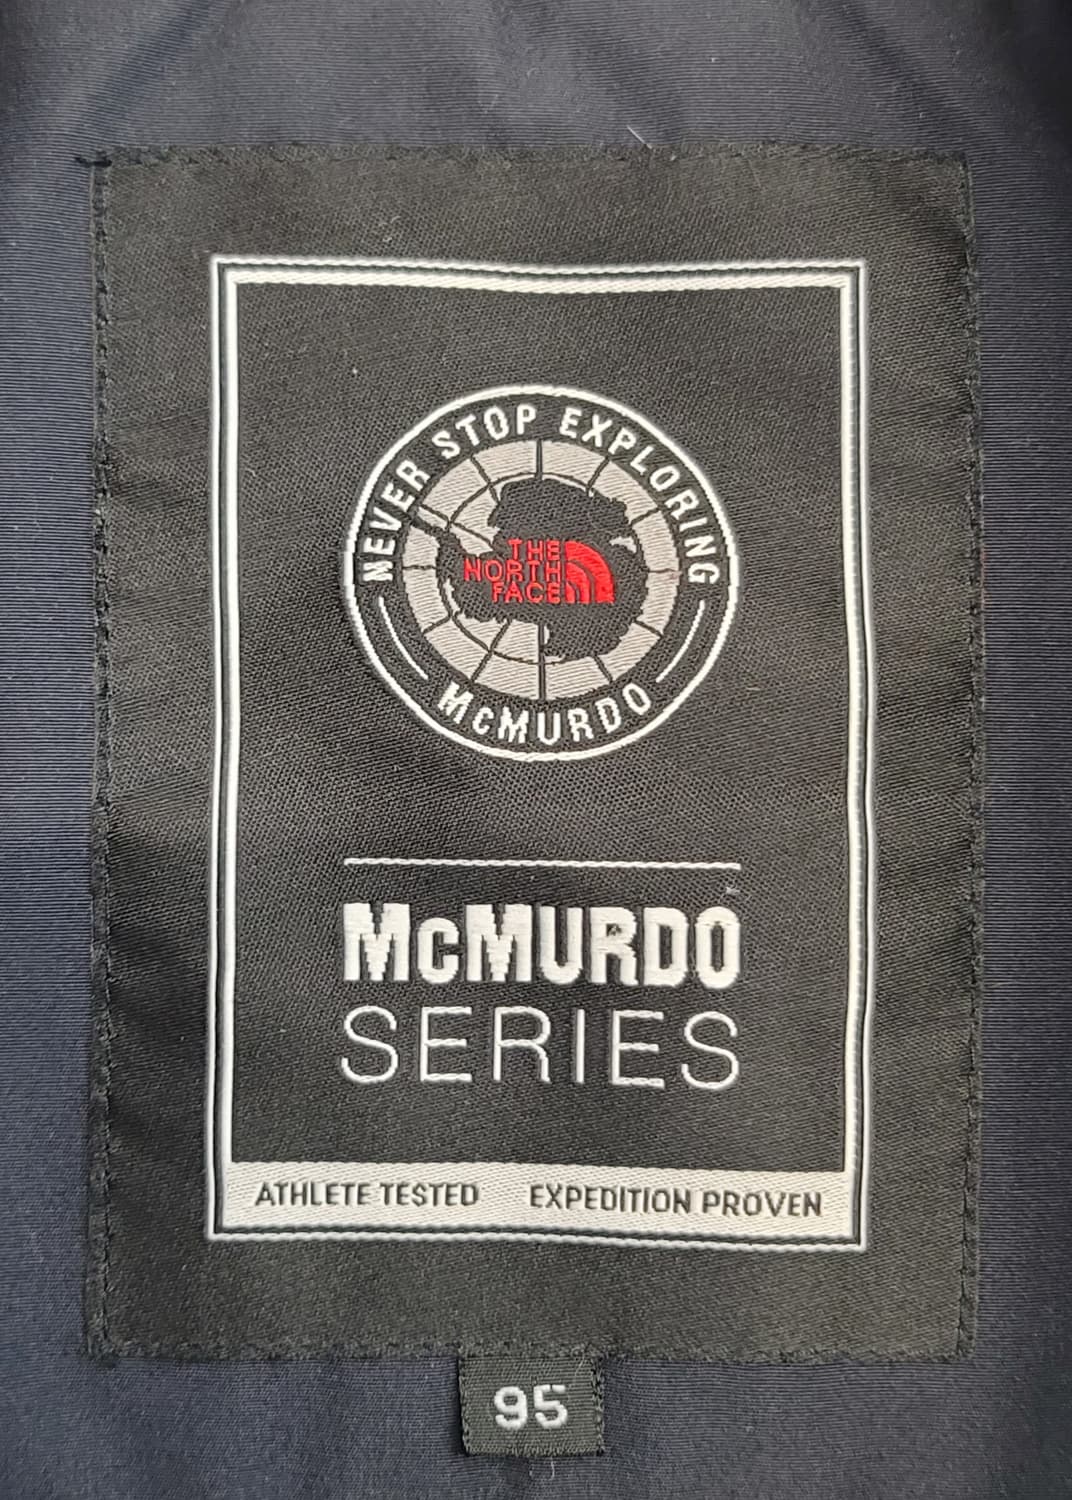 NEVER STOP EXPLORING
THE
NORTH
FACE
McMURDO
McMURDO
SERIES
ATHLETE TESTED EXPEDITION PROVEN
95